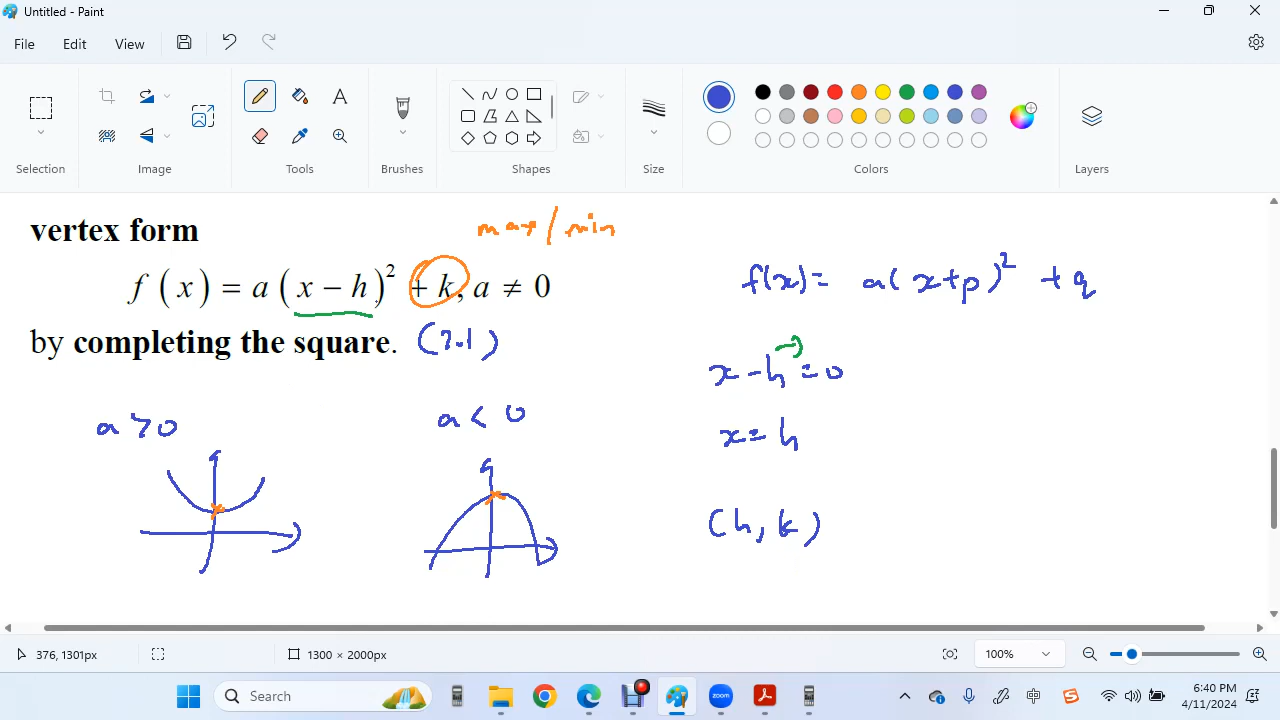 Untitled - Paint
File Edit View
Selection Image Tools Brushes Shapes Size Colors Layers
vertex form
max/min
f(x) = a(x − h)² + k, a ≠ 0
f(x) = a(x+p)² + q
by completing the square. (7.1)
x − h = 0
a > 0
a < 0
x = h
(h, k)
376, 1301px
1300 × 2000px
100%
Search
中
6:40 PM
4/11/2024